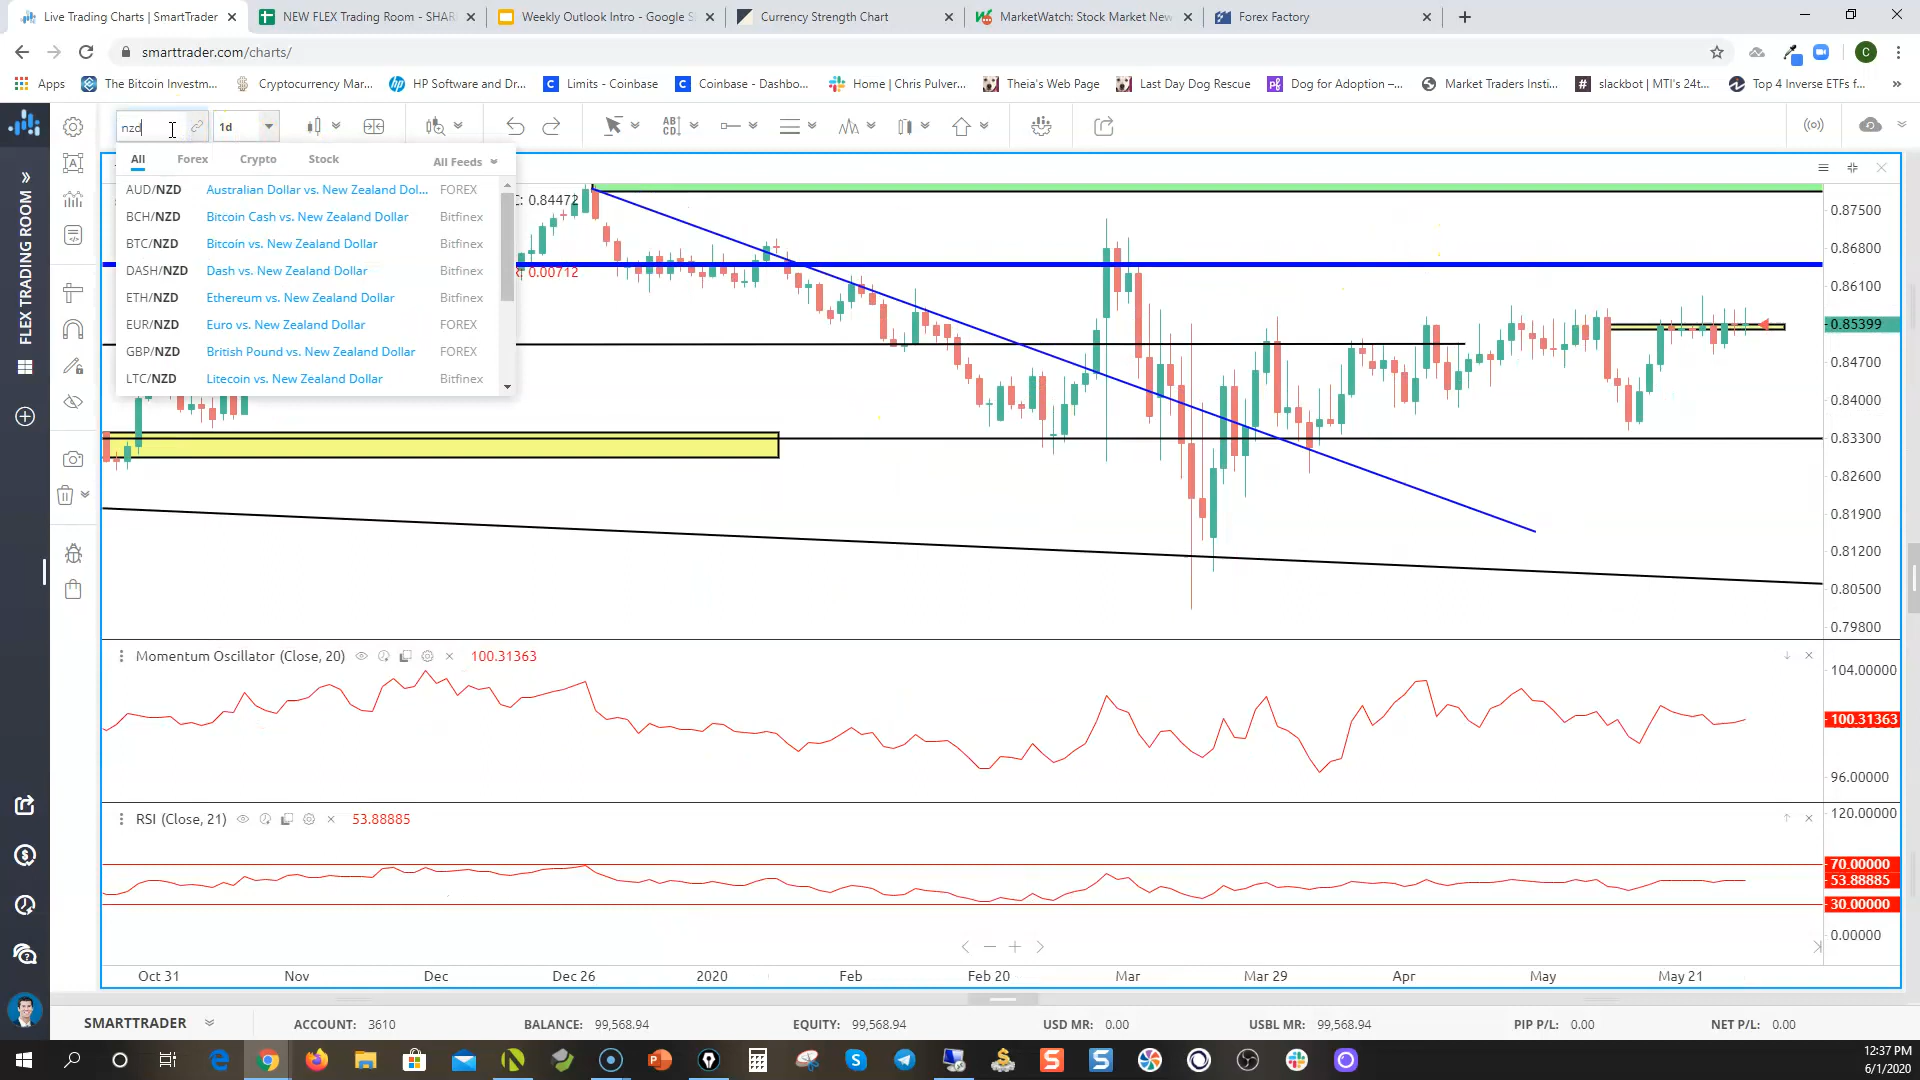 Live Trading Charts | SmartTrader
NEW FLEX Trading Room - SHAR
Weekly Outlook Intro - Google S
Currency Strength Chart
MarketWatch: Stock Market New
Forex Factory
smarttrader.com/charts/
C
Apps
The Bitcoin Investm...
Cryptocurrency Mar...
HP Software and Dr...
Limits - Coinbase
Coinbase - Dashbo...
Home | Chris Pulver...
Theia's Web Page
Last Day Dog Rescue
Dog for Adoption –...
Market Traders Insti...
slackbot | MTI's 24t...
Top 4 Inverse ETFs f...
nzd
1d
AB
CD
FLEX TRADING ROOM
All
Forex
Crypto
Stock
All Feeds
AUD/NZD Australian Dollar vs. New Zealand Dol... FOREX
BCH/NZD Bitcoin Cash vs. New Zealand Dollar Bitfinex
BTC/NZD Bitcoin vs. New Zealand Dollar Bitfinex
DASH/NZD Dash vs. New Zealand Dollar Bitfinex
ETH/NZD Ethereum vs. New Zealand Dollar Bitfinex
EUR/NZD Euro vs. New Zealand Dollar FOREX
GBP/NZD British Pound vs. New Zealand Dollar FOREX
LTC/NZD Litecoin vs. New Zealand Dollar Bitfinex
C: 0.84472
0.00712
0.87500
0.86800
0.86100
0.85399
0.84700
0.84000
0.83300
0.82600
0.81900
0.81200
0.80500
0.79800
Momentum Oscillator (Close, 20) 100.31363
104.00000
100.31363
96.00000
RSI (Close, 21) 53.88885
120.00000
70.00000
53.88885
30.00000
0.00000
Oct 31
Nov
Dec
Dec 26
2020
Feb
Feb 20
Mar
Mar 29
Apr
May
May 21
SMARTTRADER
ACCOUNT: 3610
BALANCE: 99,568.94
EQUITY: 99,568.94
USD MR: 0.00
USBL MR: 99,568.94
PIP P/L: 0.00
NET P/L: 0.00
12:37 PM
6/1/2020